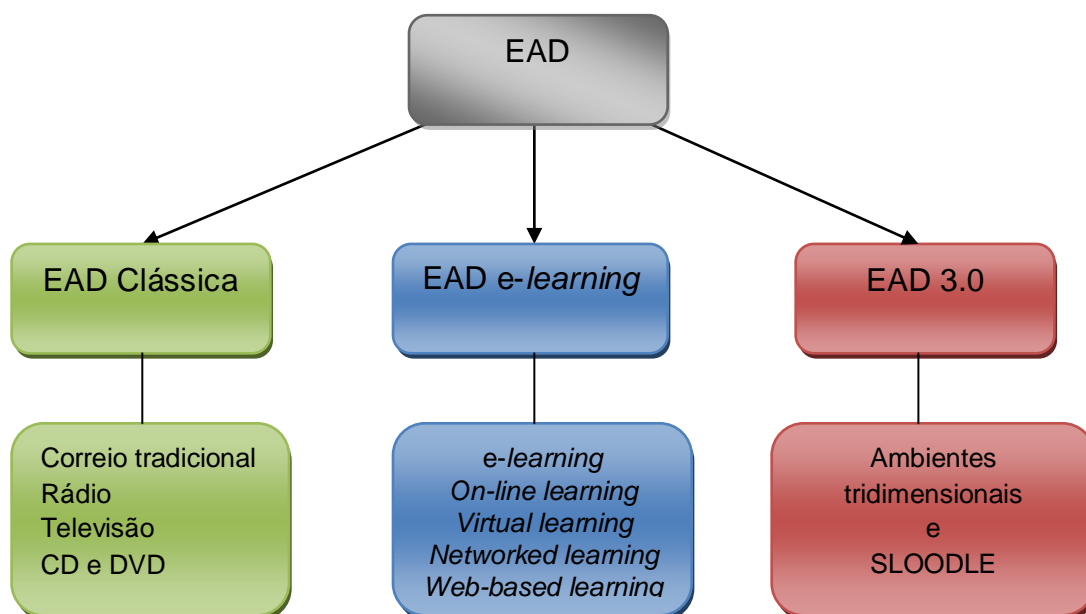 EAD
EAD Clássica
EAD e-learning
EAD 3.0
Correio tradicional
Rádio
Televisão
CD e DVD
e-learning
On-line learning
Virtual learning
Networked learning
Web-based learning
Ambientes
tridimensionais
e
SLOODLE